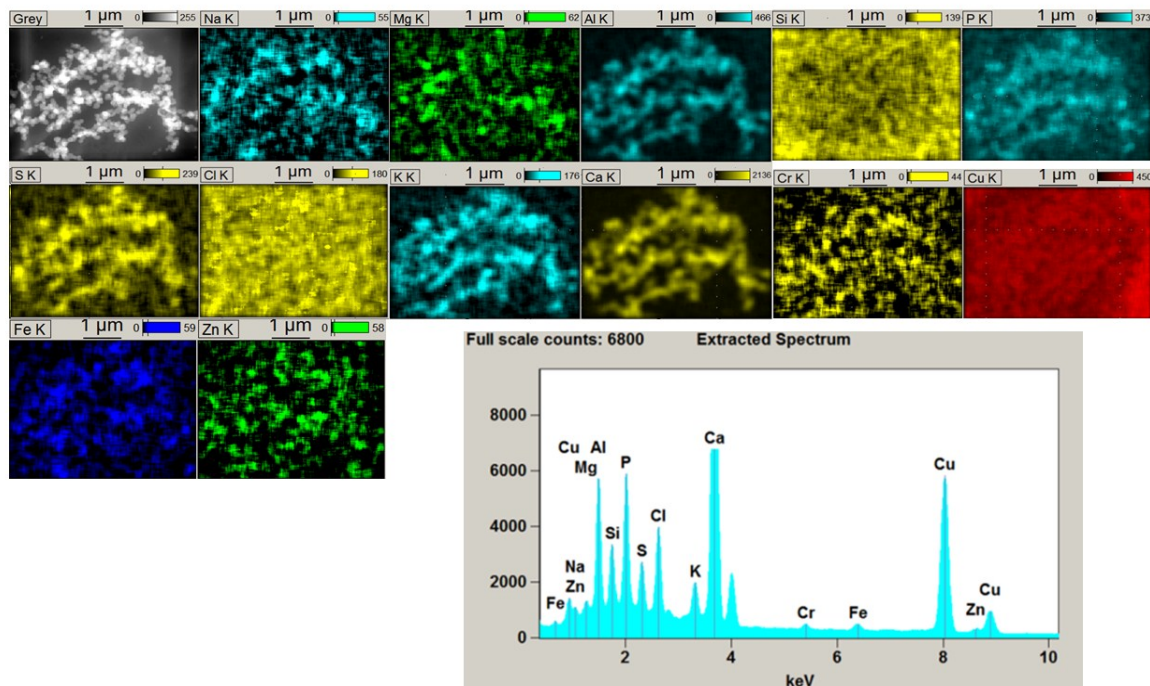 Grey 1 µm 0 255 Na K 1 µm 0 55 Mg K 1 µm 0 62 Al K 1 µm 0 466 Si K 1 µm 0 139 P K 1 µm 0 373
S K 1 µm 0 239 Cl K 1 µm 0 180 K K 1 µm 0 176 Ca K 1 µm 0 2136 Cr K 1 µm 0 44 Cu K 1 µm 0 450
Fe K 1 µm 0 59 Zn K 1 µm 0 58
Full scale counts: 6800 Extracted Spectrum
8000
6000
4000
2000
0
Cu Al
Mg
P
Si
S
Cl
Na
Zn
Fe
K
Ca
Cr
Fe
Cu
Zn
Cu
2 4 6 8 10
keV